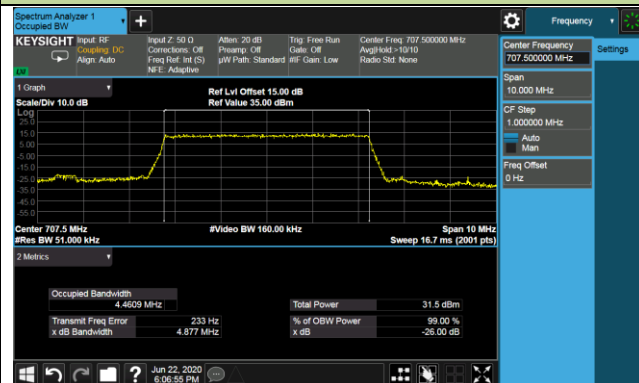 Spectrum Analyzer 1
Occupied BW
Frequency
KEYSIGHT
Input: RF
Coupling: DC
Align: Auto
Input Z: 50 Ω
Corrections: Off
Freq Ref: Int (S)
NFE: Adaptive
Atten: 20 dB
Preamp: Off
µW Path: Standard
Trig: Free Run
Gate: Off
#IF Gain: Low
Center Freq: 707.500000 MHz
Avg|Hold:>10/10
Radio Std: None
Center Frequency
707.500000 MHz
Settings
Span
10.000 MHz
CF Step
1.000000 MHz
Auto
Man
Freq Offset
0 Hz
1 Graph
Scale/Div 10.0 dB
Ref Lvl Offset 15.00 dB
Ref Value 35.00 dBm
Log
25.0
15.0
5.00
-5.00
-15.0
-25.0
-35.0
-45.0
-55.0
Center 707.5 MHz
#Video BW 160.00 kHz
Span 10 MHz
#Res BW 51.000 kHz
Sweep 16.7 ms (2001 pts)
2 Metrics
Occupied Bandwidth
4.4609 MHz
Total Power 31.5 dBm
Transmit Freq Error 233 Hz
% of OBW Power 99.00 %
x dB Bandwidth 4.877 MHz
x dB -26.00 dB
?
Jun 22, 2020
6:06:55 PM